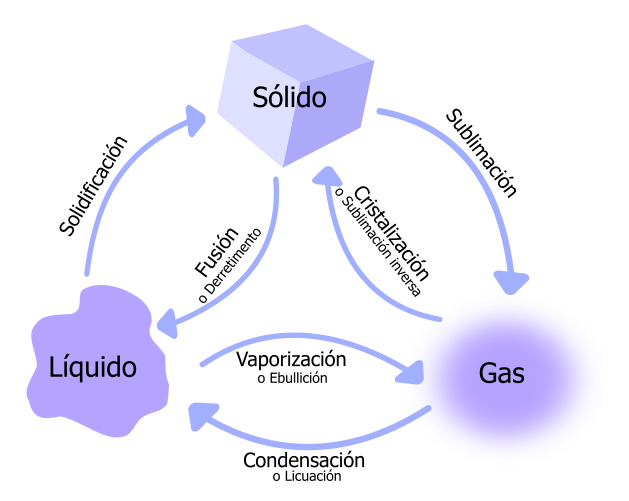 Sólido
Sublimación
Solidificación
Fusión
o Derretimento
Cristalización
o Sublimación inversa
Líquido
Vaporización
o Ebullición
Gas
Condensación
o Licuación